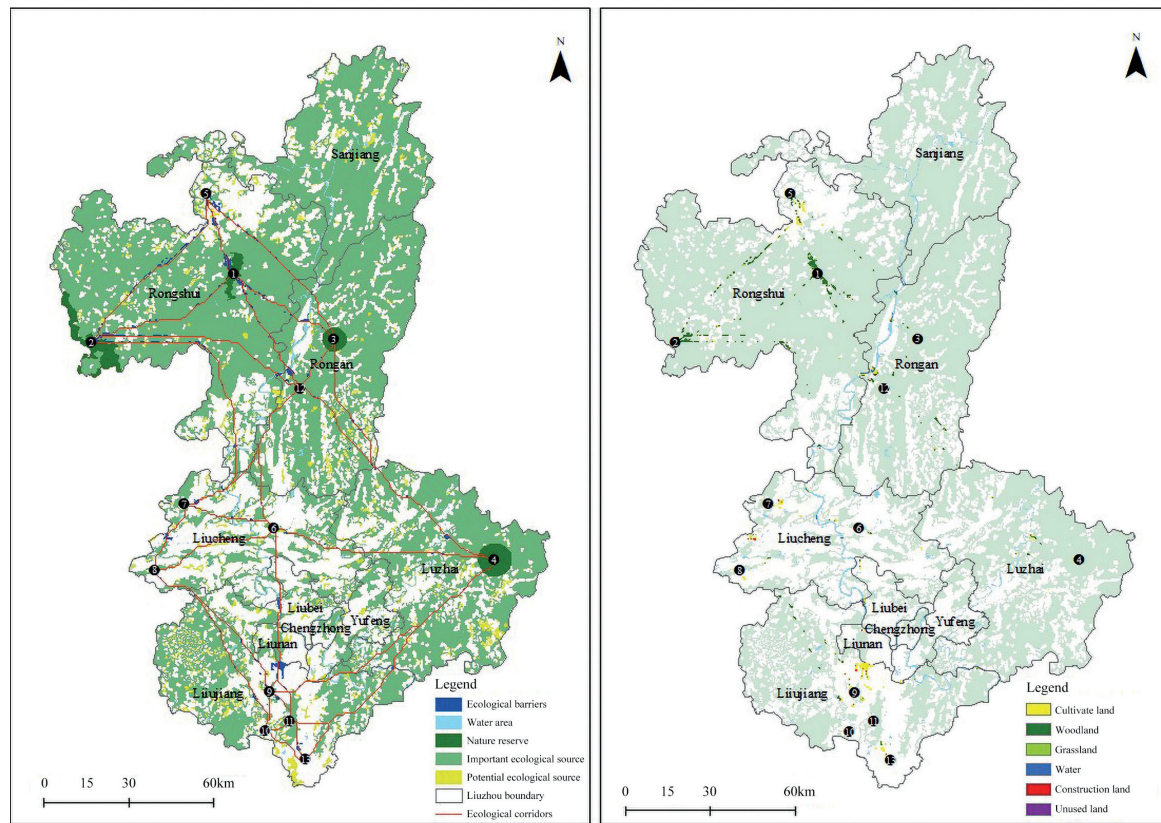 N
Sanjiang
5
1
Rongshui
2
3
Rongan
12
7
6
Liucheng
8
4
Luzhai
Liubei
Chengzhong
Yufeng
Liunan
Liiujiang
9
11
10
13
Legend
Ecological barriers
Water area
Nature reserve
Important ecological source
Potential ecological source
Liuzhou boundary
Ecological corridors
0 15 30 60km
N
Sanjiang
5
1
Rongshui
2
3
Rongan
12
7
6
Liucheng
8
4
Luzhai
Liubei
Chengzhong
Yufeng
Liunan
Liiujiang
9
11
10
13
Legend
Cultivate land
Woodland
Grassland
Water
Construction land
Unused land
0 15 30 60km